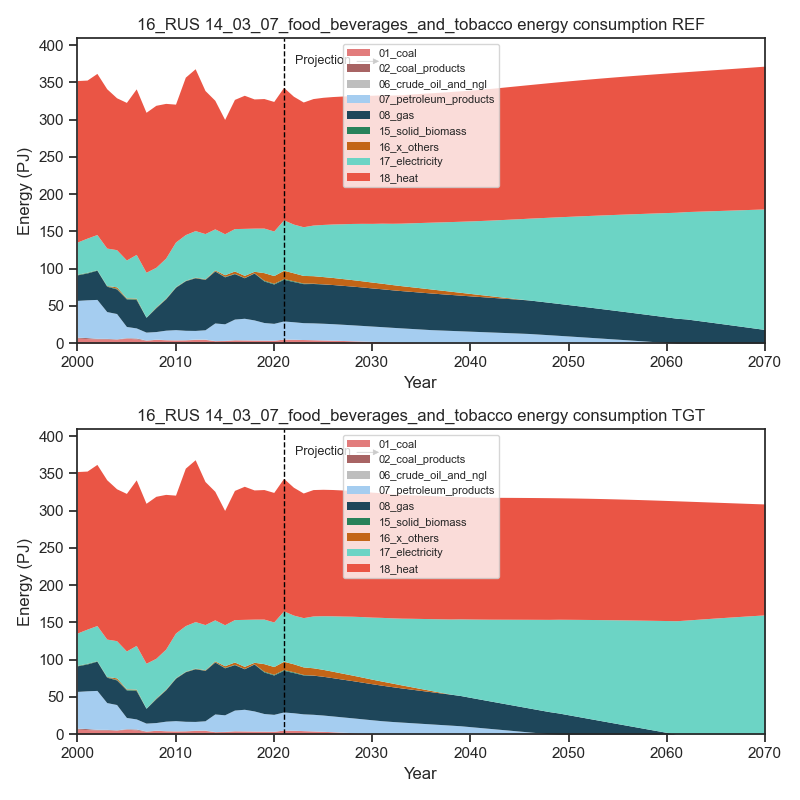 16_RUS 14_03_07_food_beverages_and_tobacco energy consumption REF
Energy (PJ)
400
350
300
250
200
150
100
50
0
Projection
01_coal
02_coal_products
06_crude_oil_and_ngl
07_petroleum_products
08_gas
15_solid_biomass
16_x_others
17_electricity
18_heat
2000 2010 2020 2030 2040 2050 2060 2070
Year
16_RUS 14_03_07_food_beverages_and_tobacco energy consumption TGT
Energy (PJ)
400
350
300
250
200
150
100
50
0
Projection
01_coal
02_coal_products
06_crude_oil_and_ngl
07_petroleum_products
08_gas
15_solid_biomass
16_x_others
17_electricity
18_heat
2000 2010 2020 2030 2040 2050 2060 2070
Year